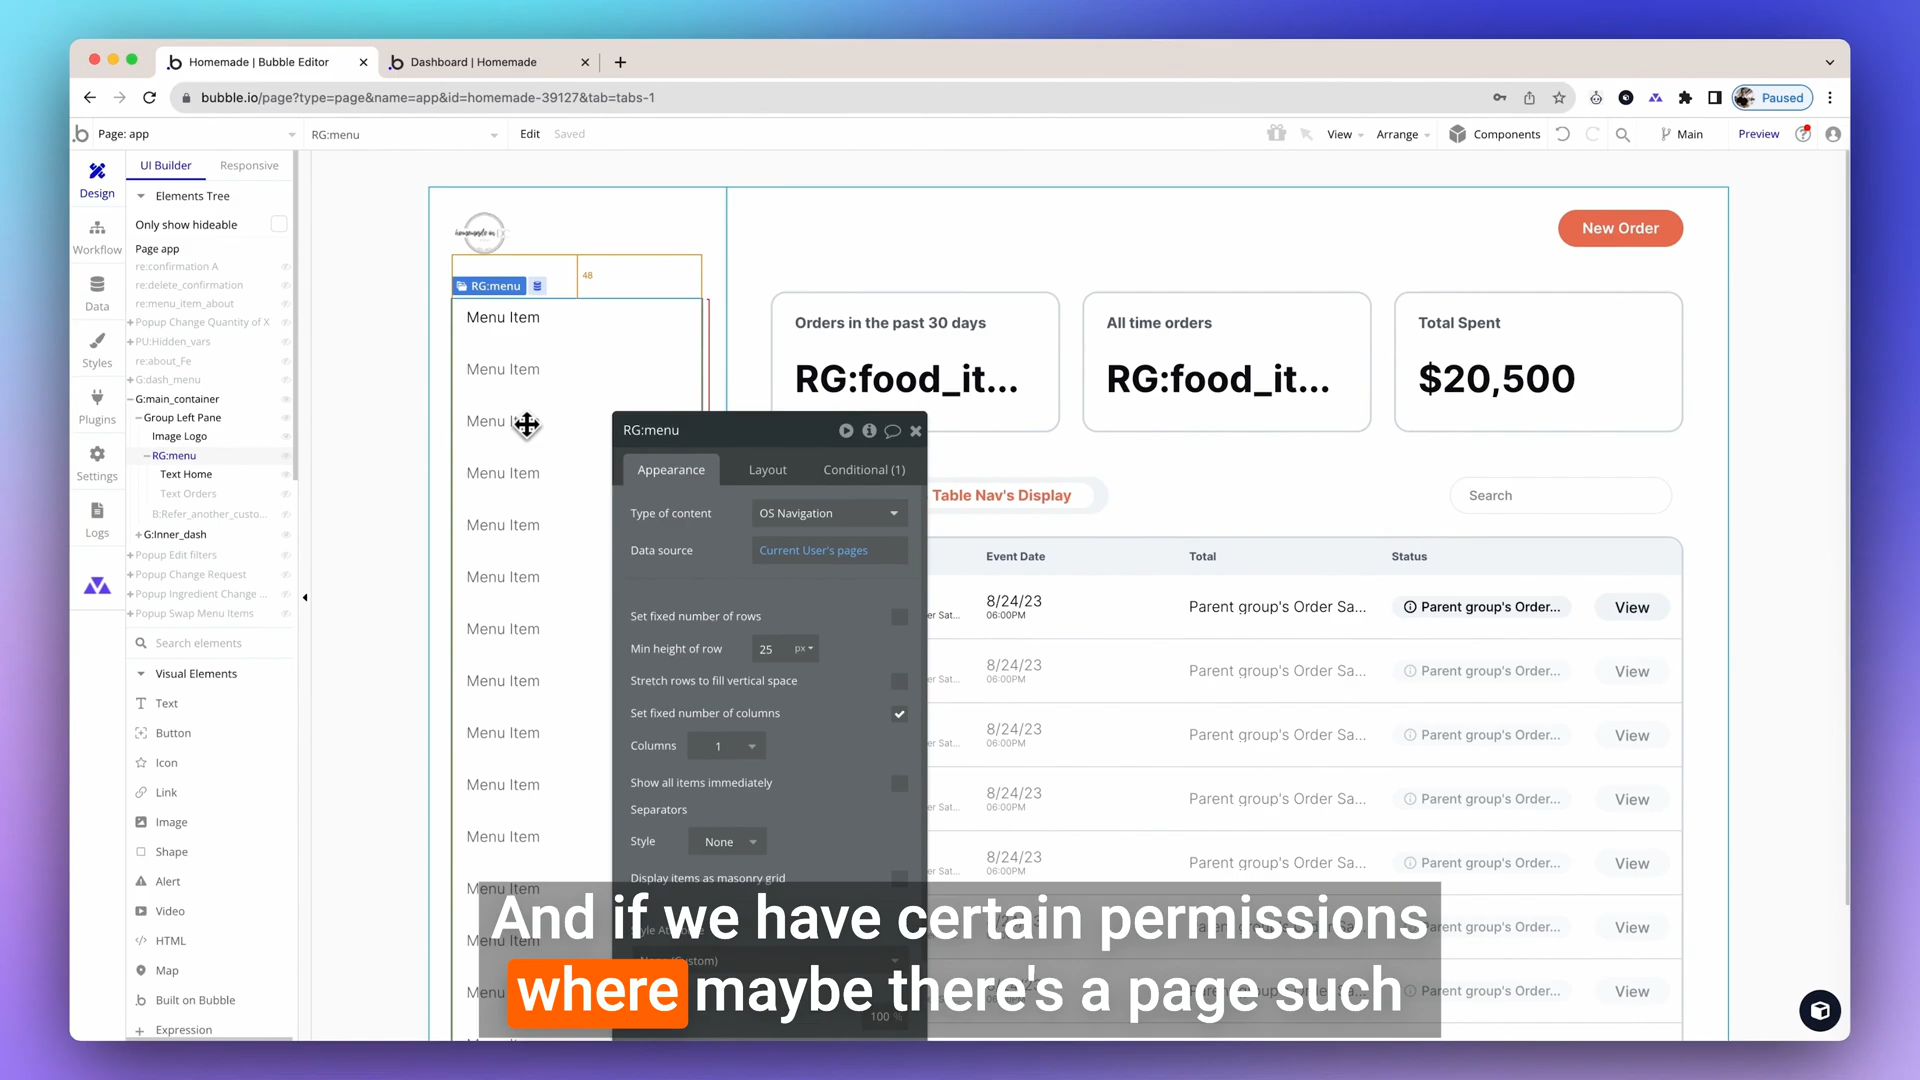 Homemade | Bubble Editor
Dashboard | Homemade
bubble.io/page?type=page&name=app&id=homemade-39127&tab=tabs-1
Paused
Page: app
RG:menu
Edit
Saved
View
Arrange
Components
Main
Preview
Design
Workflow
Data
Styles
Plugins
Settings
Logs
UI Builder
Responsive
Elements Tree
Only show hideable
Page app
re:confirmation A
re:delete_confirmation
re:menu_item_about
Popup Change Quantity of X
PU:Hidden_vars
re:about_Fe
G:dash_menu
G:main_container
Group Left Pane
Image Logo
RG:menu
Text Home
Text Orders
B:Refer_another_custo...
G:Inner_dash
Popup Edit filters
Popup Change Request
Popup Ingredient Change ...
Popup Swap Menu Items
Search elements
Visual Elements
Text
Button
Icon
Link
Image
Shape
Alert
Video
HTML
Map
Built on Bubble
Expression
48
RG:menu
Menu Item
Menu Item
Menu Item
Menu Item
Menu Item
Menu Item
Menu Item
Menu Item
Menu Item
Menu Item
Menu Item
Menu Item
Menu Item
New Order
Orders in the past 30 days
RG:food_it...
All time orders
RG:food_it...
Total Spent
$20,500
Table Nav's Display
Search
Event Date
Total
Status
er Sat...
8/24/23
06:00PM
Parent group's Order Sa...
Parent group's Order...
View
er Sat...
8/24/23
06:00PM
Parent group's Order Sa...
Parent group's Order...
View
er Sat...
8/24/23
06:00PM
Parent group's Order Sa...
Parent group's Order...
View
er Sat...
8/24/23
06:00PM
Parent group's Order Sa...
Parent group's Order...
View
er Sat...
8/24/23
06:00PM
Parent group's Order Sa...
Parent group's Order...
View
Parent group's Order...
View
Parent group's Order...
View
RG:menu
Appearance
Layout
Conditional (1)
Type of content
OS Navigation
Data source
Current User's pages
Set fixed number of rows
Min height of row
25
px
Stretch rows to fill vertical space
Set fixed number of columns
Columns
1
Show all items immediately
Separators
Style
None
Display items as masonry grid
100 %
And if we have certain permissions
where maybe there's a page such